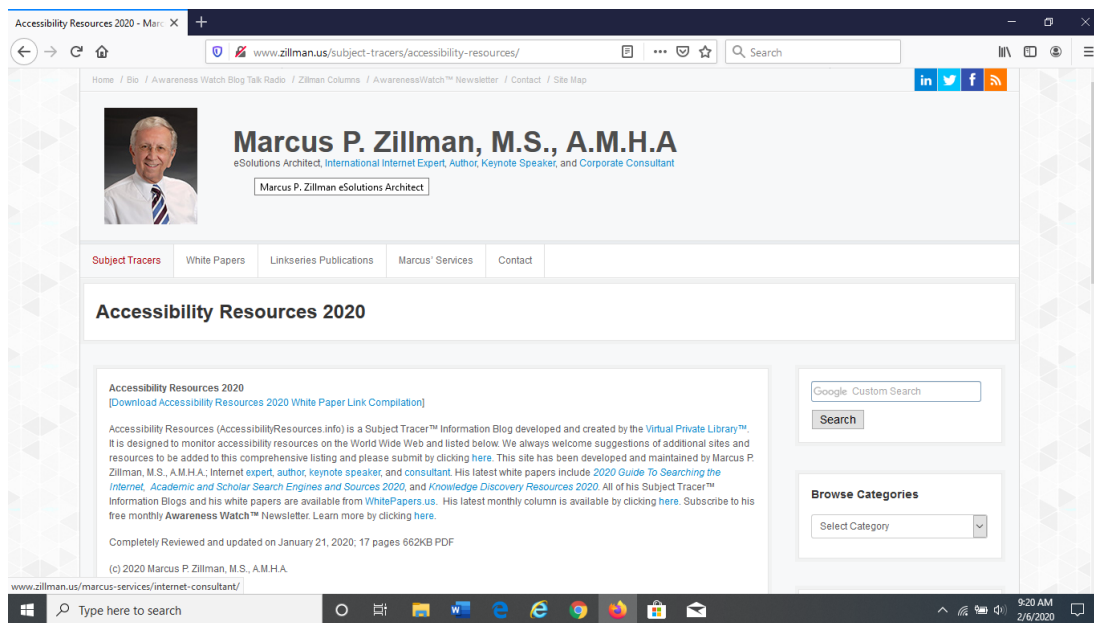 Accessibility Resources 2020 - Marc
www.zillman.us/subject-tracers/accessibility-resources/
Search
Home / Bio / Awareness Watch Blog Talk Radio / Zillman Columns / AwarenessWatch™ Newsletter / Contact / Site Map
in f
Marcus P. Zillman, M.S., A.M.H.A
eSolutions Architect, International Internet Expert, Author, Keynote Speaker, and Corporate Consultant
Marcus P. Zillman eSolutions Architect
Subject Tracers White Papers Linkseries Publications Marcus' Services Contact
Accessibility Resources 2020
Accessibility Resources 2020
[Download Accessibility Resources 2020 White Paper Link Compilation]
Accessibility Resources (AccessibilityResources.info) is a Subject Tracer™ Information Blog developed and created by the Virtual Private Library™.
It is designed to monitor accessibility resources on the World Wide Web and listed below. We always welcome suggestions of additional sites and
resources to be added to this comprehensive listing and please submit by clicking here. This site has been developed and maintained by Marcus P.
Zillman, M.S., A.M.H.A.; Internet expert, author, keynote speaker, and consultant. His latest white papers include 2020 Guide To Searching the
Internet, Academic and Scholar Search Engines and Sources 2020, and Knowledge Discovery Resources 2020. All of his Subject Tracer™
Information Blogs and his white papers are available from WhitePapers.us. His latest monthly column is available by clicking here. Subscribe to his
free monthly Awareness Watch™ Newsletter. Learn more by clicking here.
Completely Reviewed and updated on January 21, 2020; 17 pages 662KB PDF
(c) 2020 Marcus P. Zillman, M.S., A.M.H.A.
Google Custom Search
Search
Browse Categories
Select Category
www.zillman.us/marcus-services/internet-consultant/
Type here to search
9:20 AM
2/6/2020